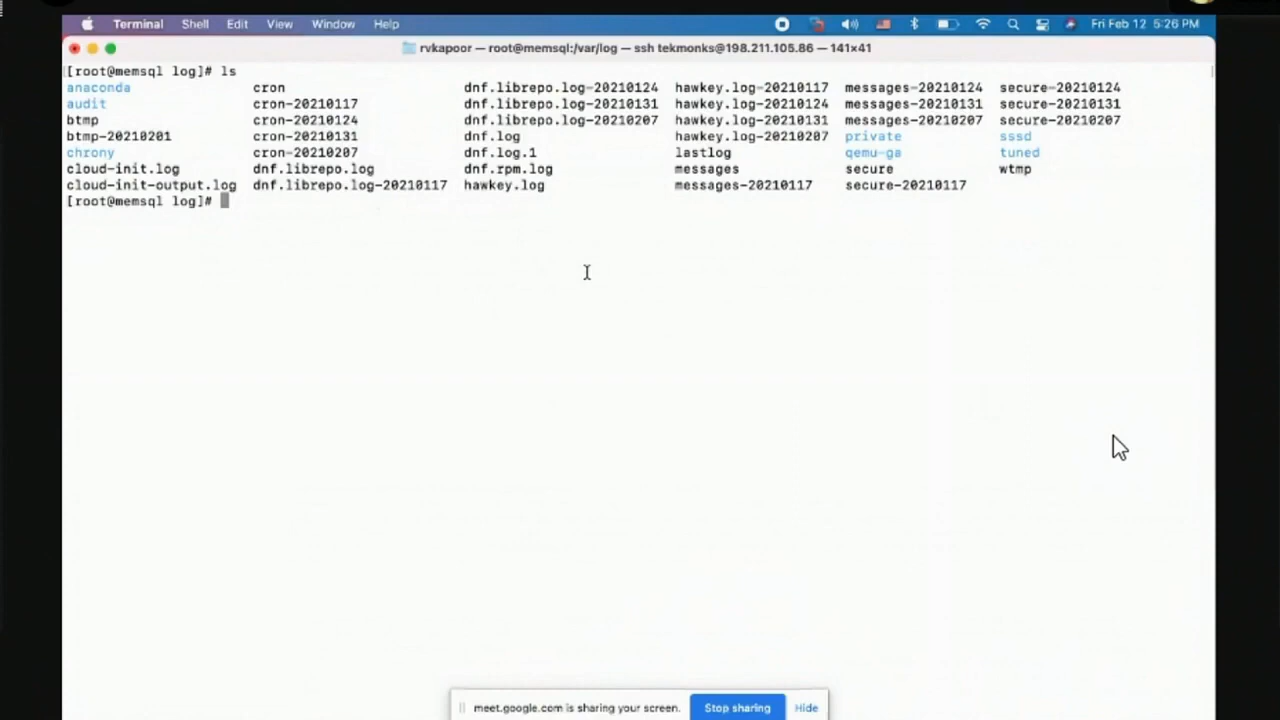 Terminal Shell Edit View Window Help Fri Feb 12 5:26 PM
rvkapoor — root@memsql:/var/log — ssh tekmonks@198.211.105.86 — 141×41
[root@memsql log]# ls
anaconda cron dnf.librepo.log-20210124 hawkey.log-20210117 messages-20210124 secure-20210124
audit cron-20210117 dnf.librepo.log-20210131 hawkey.log-20210124 messages-20210131 secure-20210131
btmp cron-20210124 dnf.librepo.log-20210207 hawkey.log-20210131 messages-20210207 secure-20210207
btmp-20210201 cron-20210131 dnf.log hawkey.log-20210207 private sssd
chrony cron-20210207 dnf.log.1 lastlog qemu-ga tuned
cloud-init.log dnf.librepo.log dnf.rpm.log messages secure wtmp
cloud-init-output.log dnf.librepo.log-20210117 hawkey.log messages-20210117 secure-20210117
[root@memsql log]#
meet.google.com is sharing your screen. Stop sharing Hide